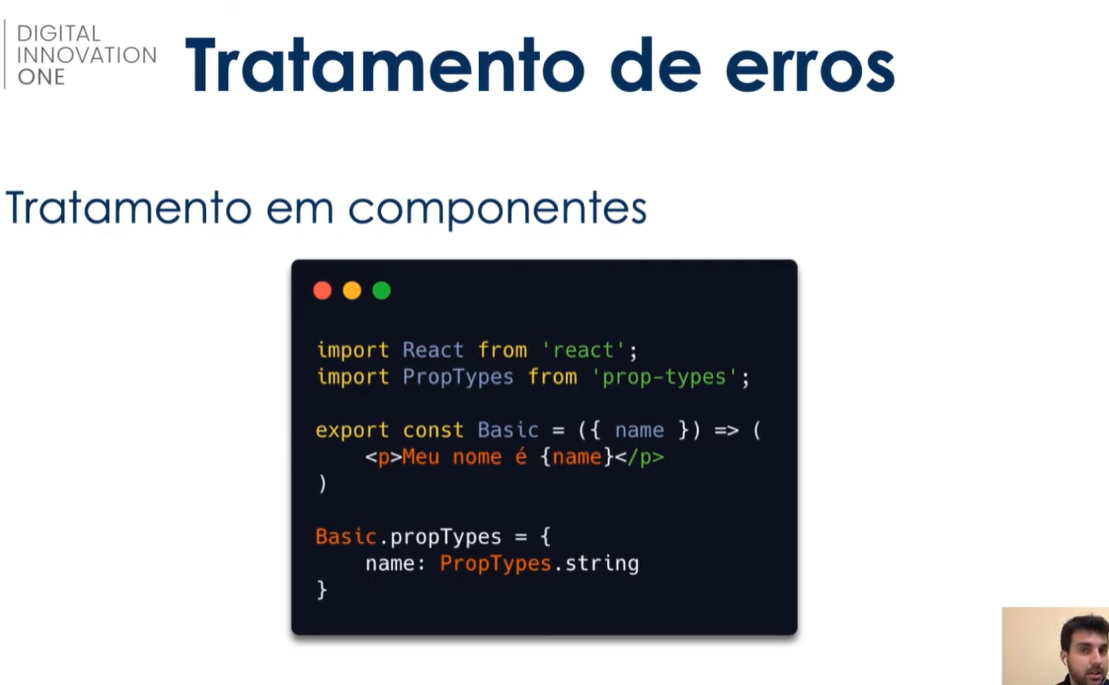 DIGITAL
INNOVATION
ONE
Tratamento de erros
Tratamento em componentes
import React from 'react';
import PropTypes from 'prop-types';
export const Basic = ({ name }) => (
<p>Meu nome é {name}</p>
)
Basic.propTypes = {
name: PropTypes.string
}